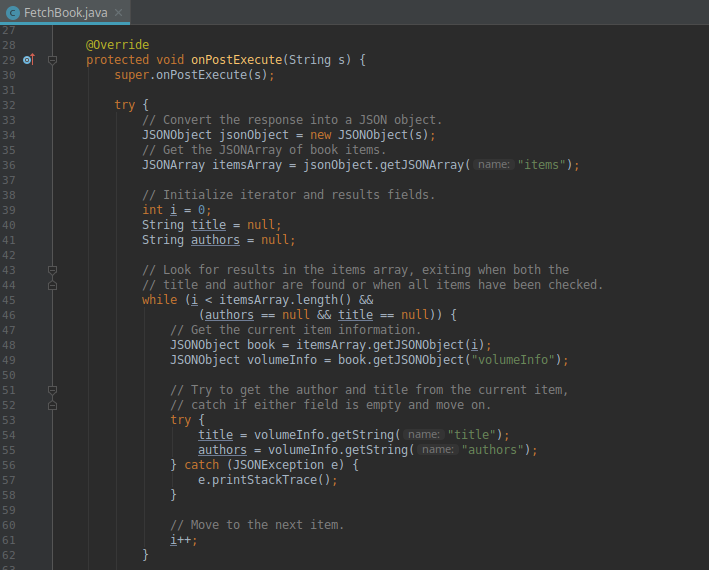 FetchBook.java
27
28 @Override
29 protected void onPostExecute(String s) {
30 super.onPostExecute(s);
31
32 try {
33 // Convert the response into a JSON object.
34 JSONObject jsonObject = new JSONObject(s);
35 // Get the JSONArray of book items.
36 JSONArray itemsArray = jsonObject.getJSONArray( name: "items");
37
38 // Initialize iterator and results fields.
39 int i = 0;
40 String title = null;
41 String authors = null;
42
43 // Look for results in the items array, exiting when both the
44 // title and author are found or when all items have been checked.
45 while (i < itemsArray.length() &&
46 (authors == null && title == null)) {
47 // Get the current item information.
48 JSONObject book = itemsArray.getJSONObject(i);
49 JSONObject volumeInfo = book.getJSONObject("volumeInfo");
50
51 // Try to get the author and title from the current item,
52 // catch if either field is empty and move on.
53 try {
54 title = volumeInfo.getString( name: "title");
55 authors = volumeInfo.getString( name: "authors");
56 } catch (JSONException e) {
57 e.printStackTrace();
58 }
59
60 // Move to the next item.
61 i++;
62 }
63